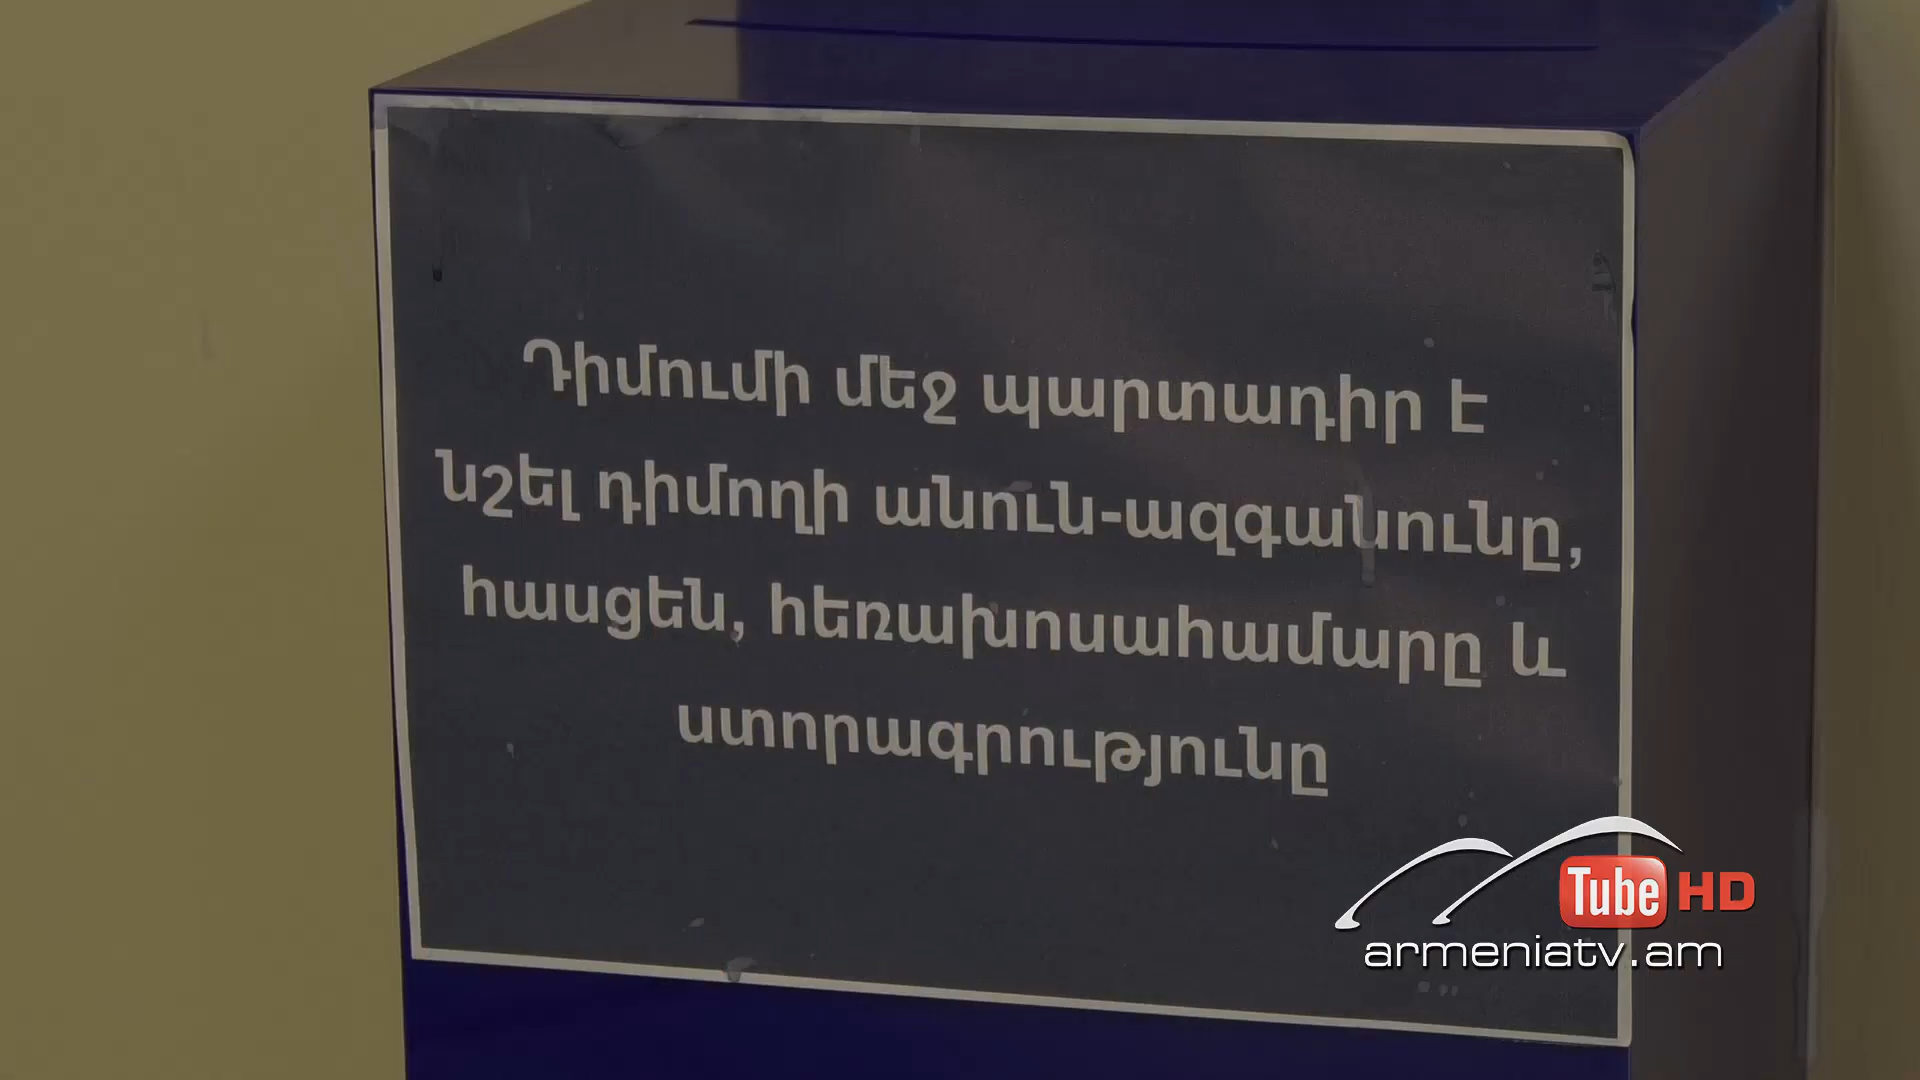 Դիմումի մեջ պարտադիր է
նշել դիմողի անուն-ազգանունը,
հասցեն, հեռախոսահամարը և
ստորագրությունը
Tube HD
armeniatv.am